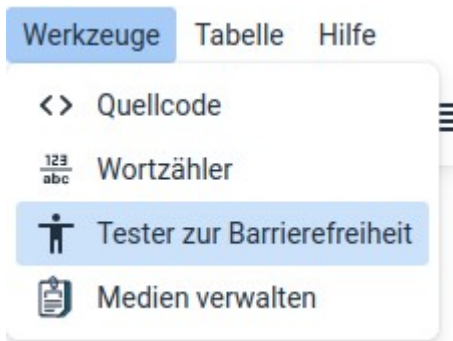 Werkzeuge Tabelle Hilfe
<> Quellcode
123
abc Wortzähler
Tester zur Barrierefreiheit
Medien verwalten